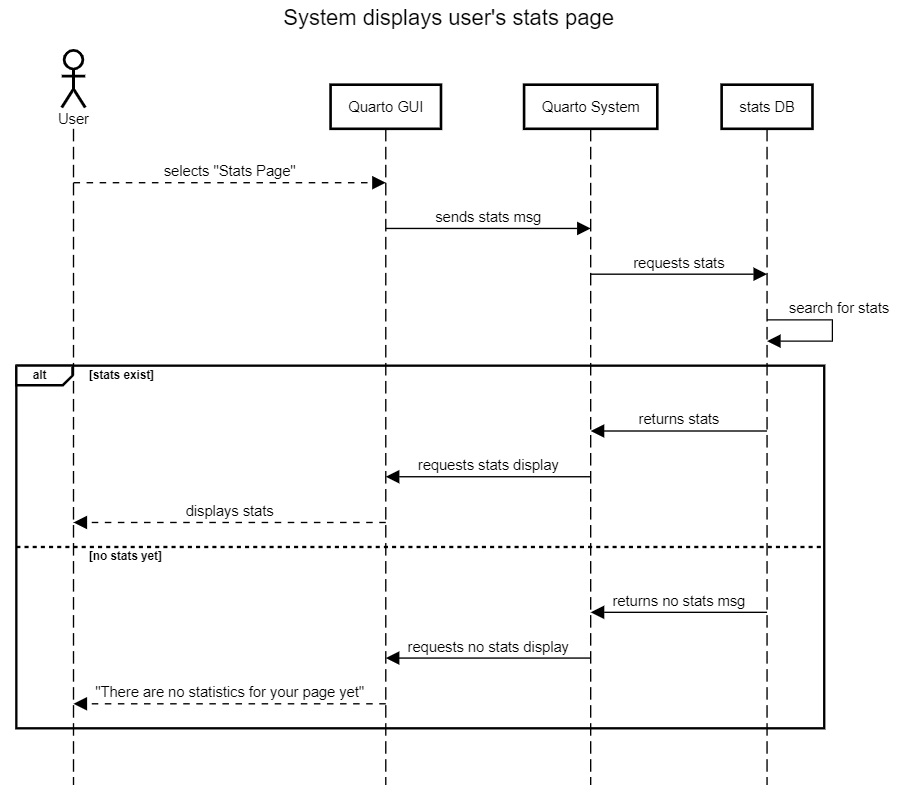 System displays user's stats page
User
Quarto GUI
Quarto System
stats DB
selects "Stats Page"
sends stats msg
requests stats
search for stats
alt
[stats exist]
returns stats
requests stats display
displays stats
[no stats yet]
returns no stats msg
requests no stats display
"There are no statistics for your page yet"